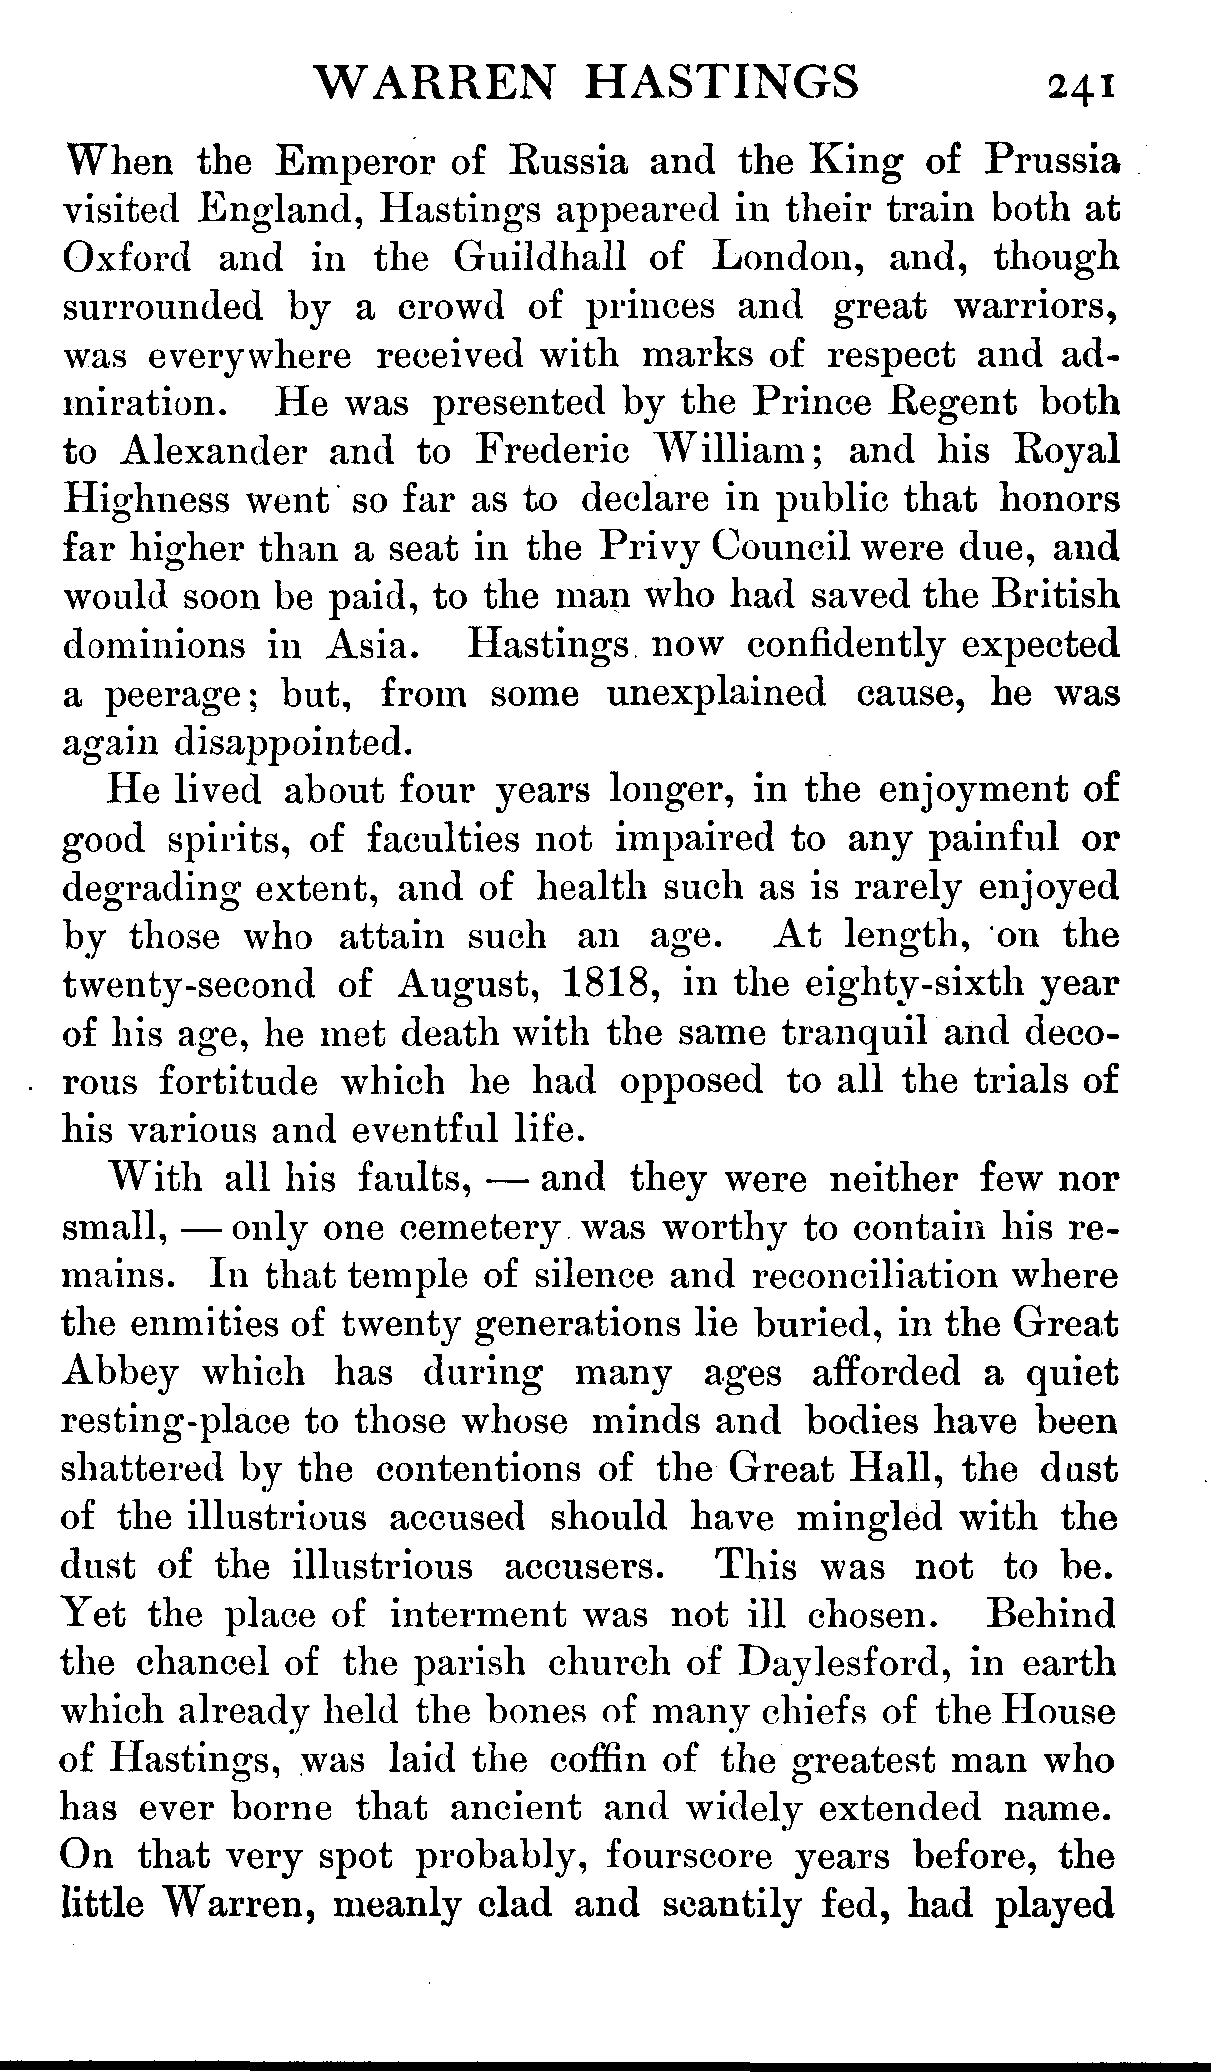 WARREN HASTINGS 241
When the Emperor of Russia and the King of Prussia
visited England, Hastings appeared in their train both at
Oxford and in the Guildhall of London, and, though
surrounded by a crowd of princes and great warriors,
was everywhere received with marks of respect and ad-
miration. He was presented by the Prince Regent both
to Alexander and to Frederic William; and his Royal
Highness went so far as to declare in public that honors
far higher than a seat in the Privy Council were due, and
would soon be paid, to the man who had saved the British
dominions in Asia. Hastings now confidently expected
a peerage; but, from some unexplained cause, he was
again disappointed.
He lived about four years longer, in the enjoyment of
good spirits, of faculties not impaired to any painful or
degrading extent, and of health such as is rarely enjoyed
by those who attain such an age. At length, on the
twenty-second of August, 1818, in the eighty-sixth year
of his age, he met death with the same tranquil and deco-
rous fortitude which he had opposed to all the trials of
his various and eventful life.
With all his faults, — and they were neither few nor
small, — only one cemetery was worthy to contain his re-
mains. In that temple of silence and reconciliation where
the enmities of twenty generations lie buried, in the Great
Abbey which has during many ages afforded a quiet
resting-place to those whose minds and bodies have been
shattered by the contentions of the Great Hall, the dust
of the illustrious accused should have mingled with the
dust of the illustrious accusers. This was not to be.
Yet the place of interment was not ill chosen. Behind
the chancel of the parish church of Daylesford, in earth
which already held the bones of many chiefs of the House
of Hastings, was laid the coffin of the greatest man who
has ever borne that ancient and widely extended name.
On that very spot probably, fourscore years before, the
little Warren, meanly clad and scantily fed, had played